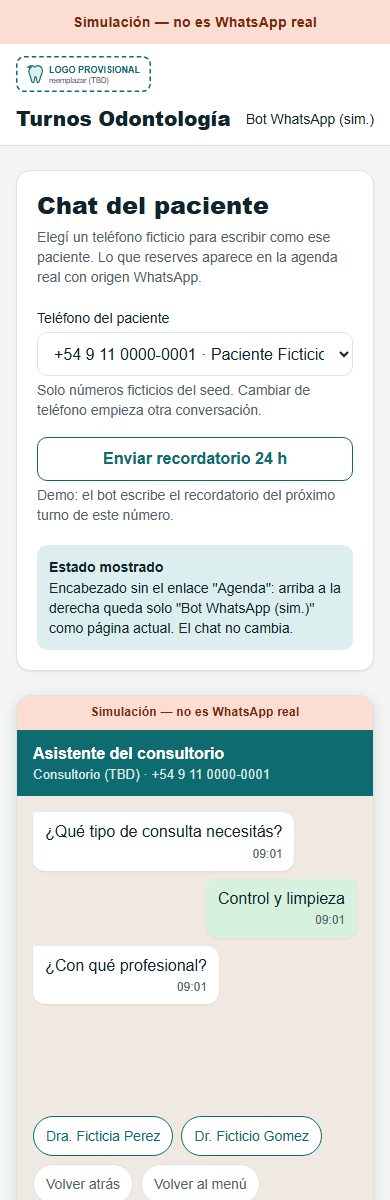 Simulación — no es WhatsApp real
LOGO PROVISIONAL
reemplazar (TBD)
Turnos Odontología
Bot WhatsApp (sim.)
Chat del paciente
Elegí un teléfono ficticio para escribir como ese
paciente. Lo que reserves aparece en la agenda
real con origen WhatsApp.
Teléfono del paciente
+54 9 11 0000-0001 · Paciente Ficticio
Solo números ficticios del seed. Cambiar de
teléfono empieza otra conversación.
Enviar recordatorio 24 h
Demo: el bot escribe el recordatorio del próximo
turno de este número.
Estado mostrado
Encabezado sin el enlace "Agenda": arriba a la
derecha queda solo "Bot WhatsApp (sim.)"
como página actual. El chat no cambia.
Simulación — no es WhatsApp real
Asistente del consultorio
Consultorio (TBD) · +54 9 11 0000-0001
¿Qué tipo de consulta necesitás?
09:01
Control y limpieza
09:01
¿Con qué profesional?
09:01
Dra. Ficticia Perez
Dr. Ficticio Gomez
Volver atrás
Volver al menú